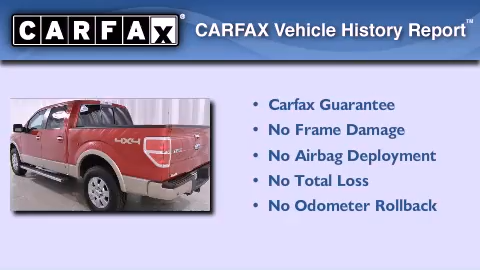 CARFAX® CARFAX Vehicle History Report™
• Carfax Guarantee
• No Frame Damage
4X4
• No Airbag Deployment
• No Total Loss
• No Odometer Rollback